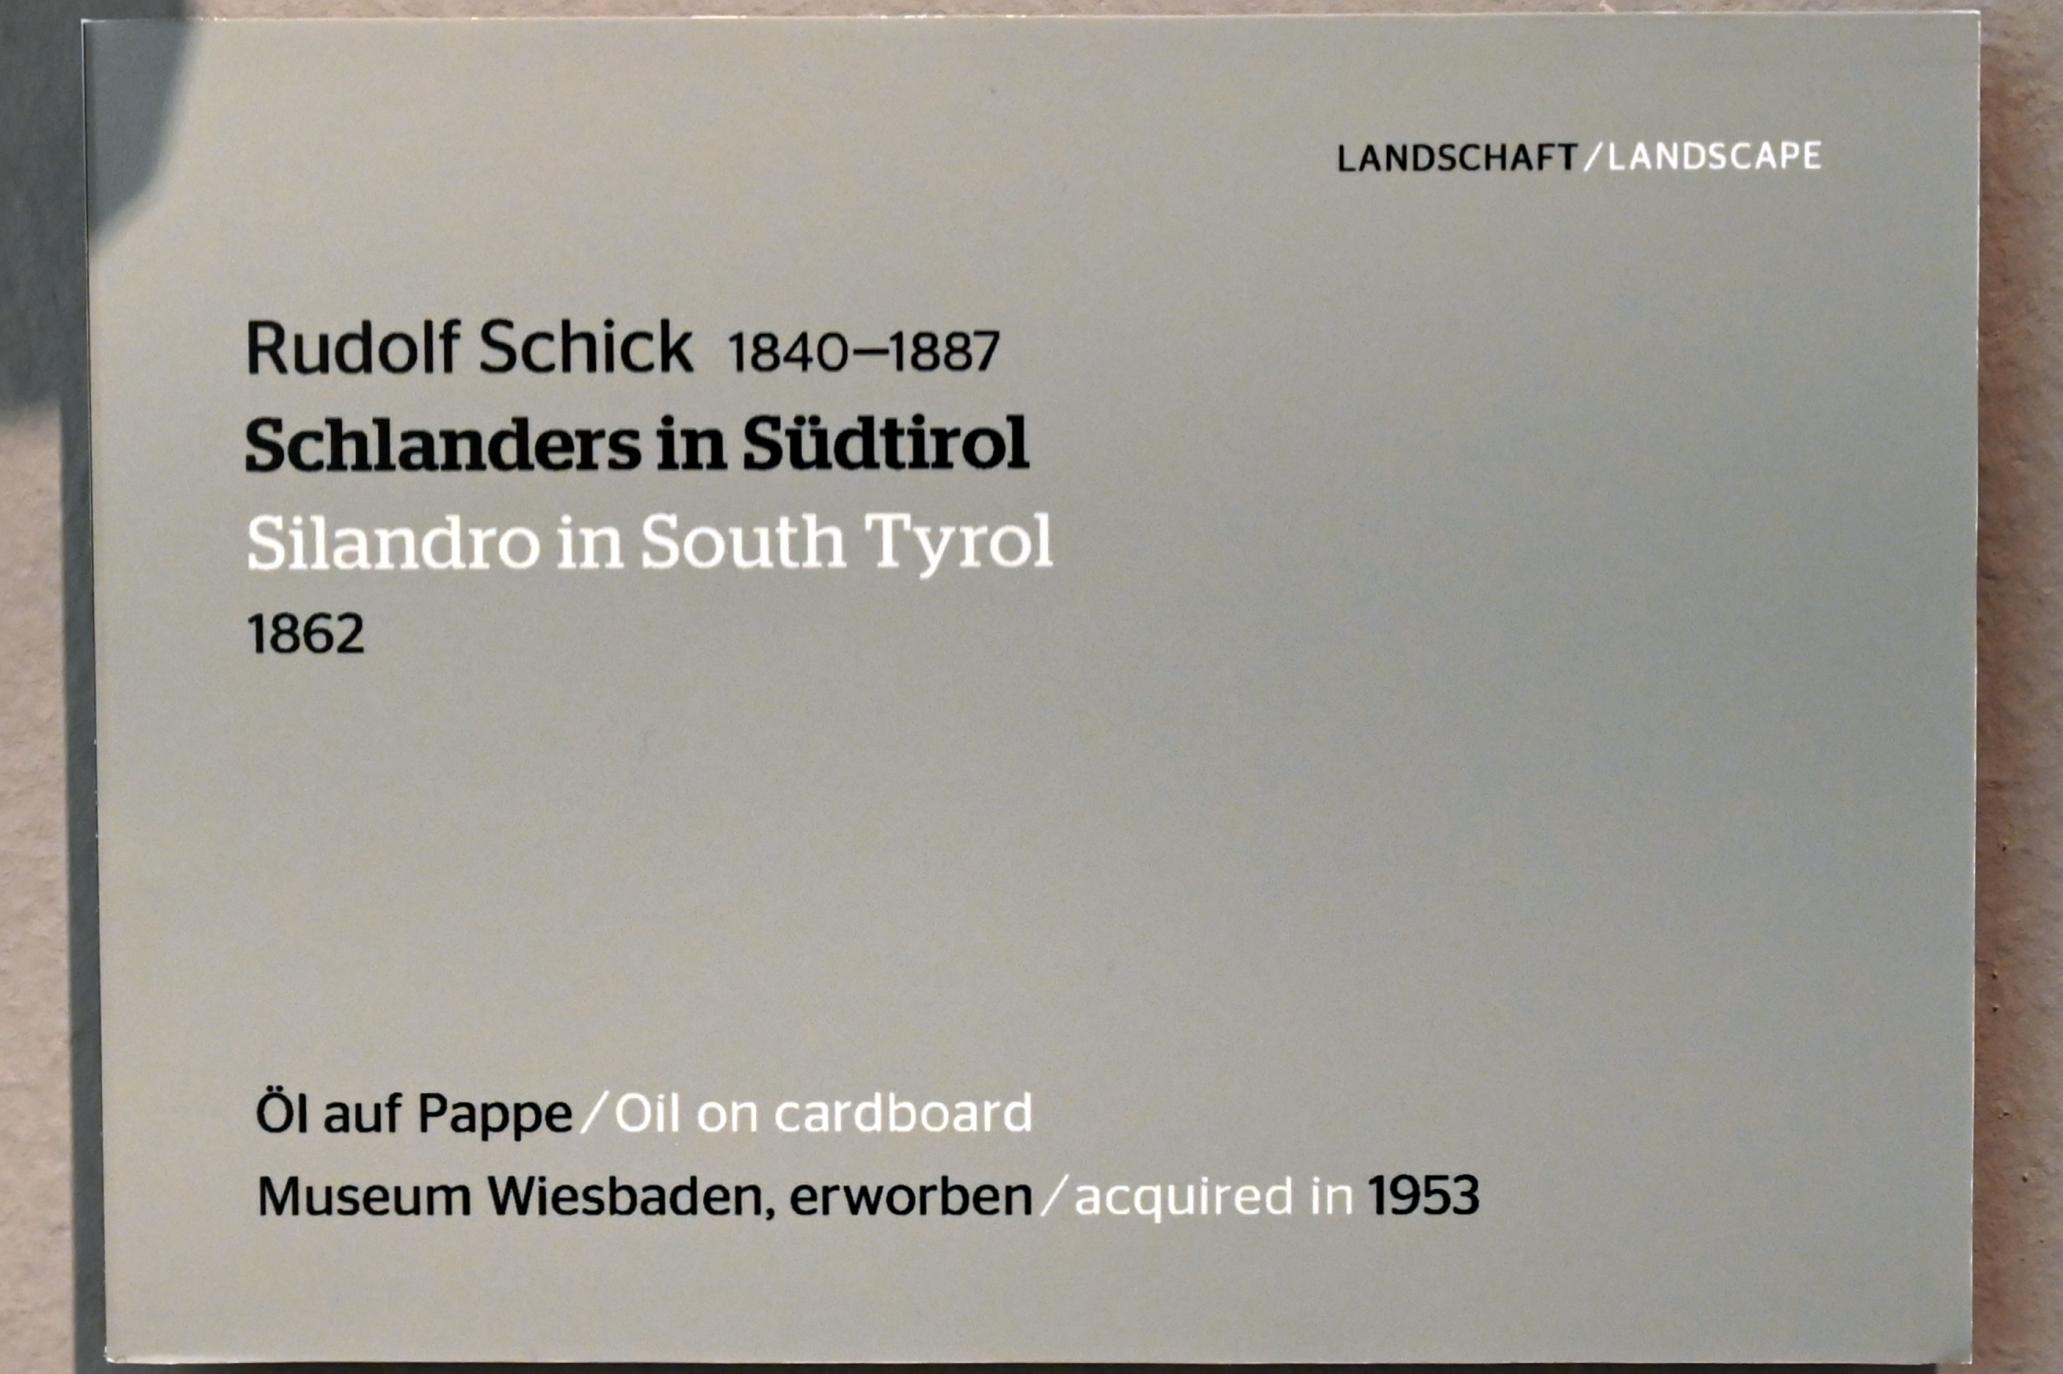 LANDSCHAFT/LANDSCAPE
Rudolf Schick 1840–1887
Schlanders in Südtirol
Silandro in South Tyrol
1862
Öl auf Pappe/Oil on cardboard
Museum Wiesbaden, erworben/acquired in 1953